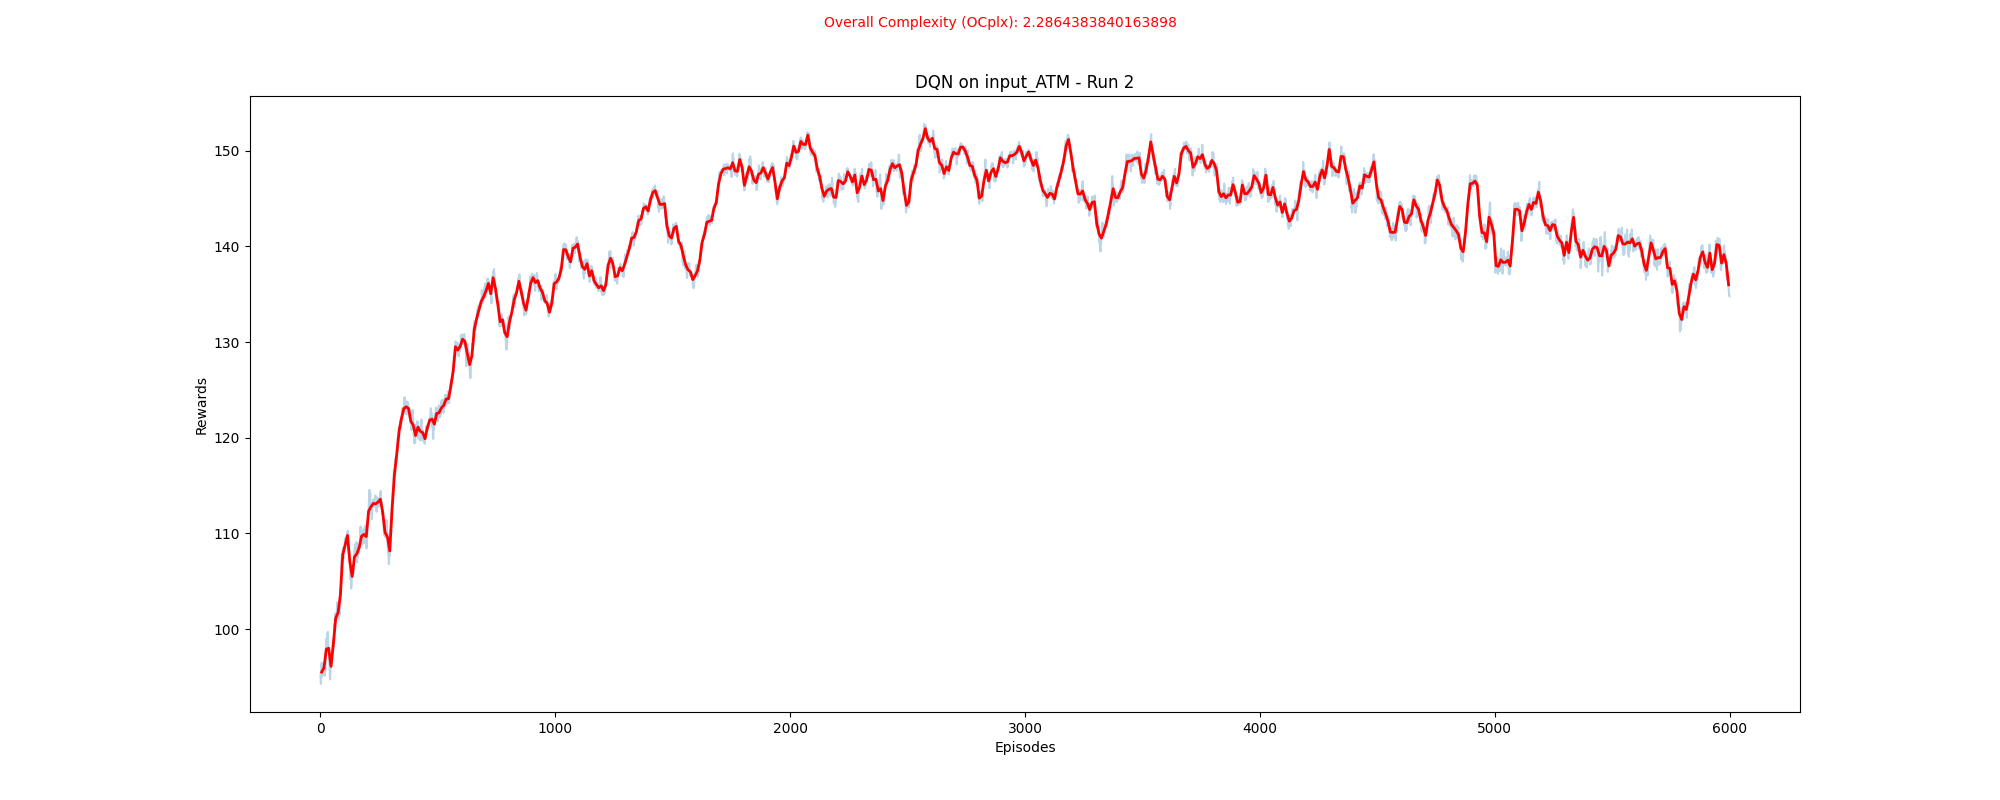 Overall Complexity (OCplx): 2.2864383840163898
DQN on input_ATM - Run 2
150
140
130
120
110
100
Rewards
0 1000 2000 3000 4000 5000 6000
Episodes